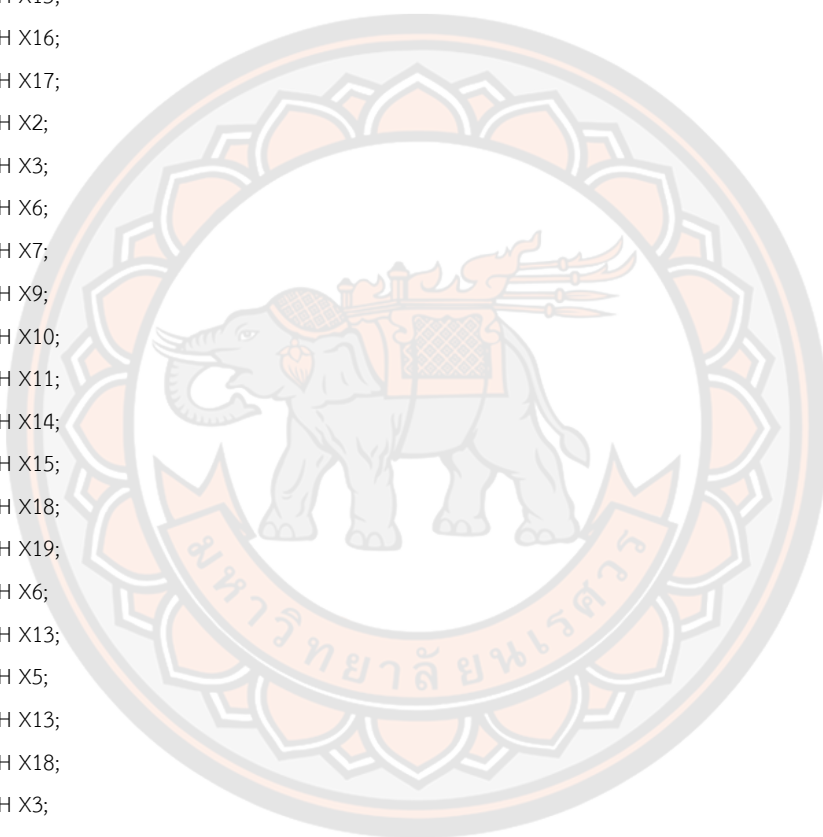 H X16;
H X17;
H X2;
H X3;
H X6;
H X7;
H X9;
H X10;
H X11;
H X14;
H X15;
H X18;
H X19;
H X6;
H X13;
H X5;
H X13;
H X18;
H X3;
มหาวิทยาลัยนเรศวร